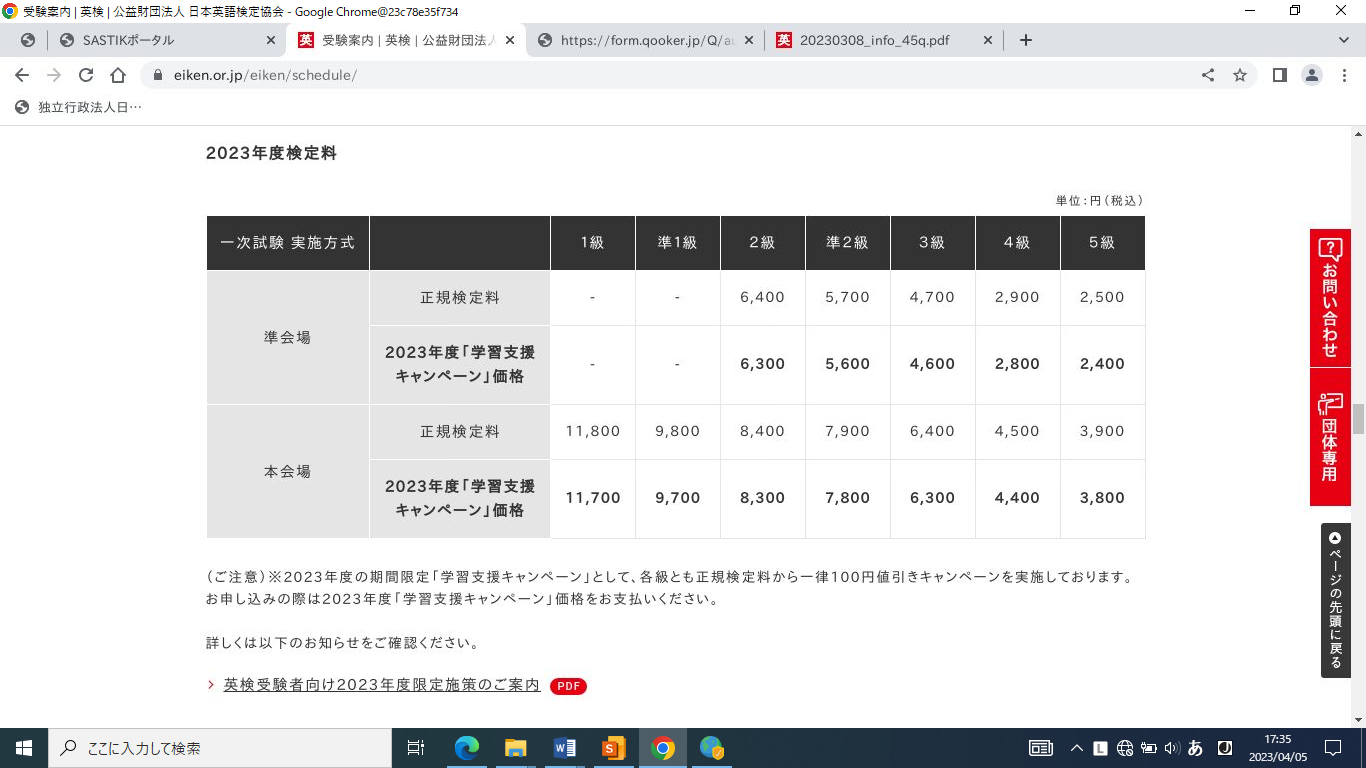 受験案内 | 英検 | 公益財団法人 日本英語検定協会 - Google Chrome@23c78e35f734
SASTIKポータル
受験案内 | 英検 | 公益財団法人
https://form.qooker.jp/Q/au
20230308_info_45q.pdf
eiken.or.jp/eiken/schedule/
独立行政法人日…
2023年度検定料
単位：円（税込）
一次試験 実施方式 1級 準1級 2級 準2級 3級 4級 5級
準会場 正規検定料 - - 6,400 5,700 4,700 2,900 2,500
2023年度「学習支援
キャンペーン」価格 - - 6,300 5,600 4,600 2,800 2,400
本会場 正規検定料 11,800 9,800 8,400 7,900 6,400 4,500 3,900
2023年度「学習支援
キャンペーン」価格 11,700 9,700 8,300 7,800 6,300 4,400 3,800
（ご注意）※2023年度の期間限定「学習支援キャンペーン」として、各級とも正規検定料から一律100円値引きキャンペーンを実施しております。
お申し込みの際は2023年度「学習支援キャンペーン」価格をお支払いください。
詳しくは以下のお知らせをご確認ください。
英検受験者向け2023年度限定施策のご案内 PDF
お問い合わせ
団体専用
ページの先頭に戻る
ここに入力して検索
あ
17:35
2023/04/05